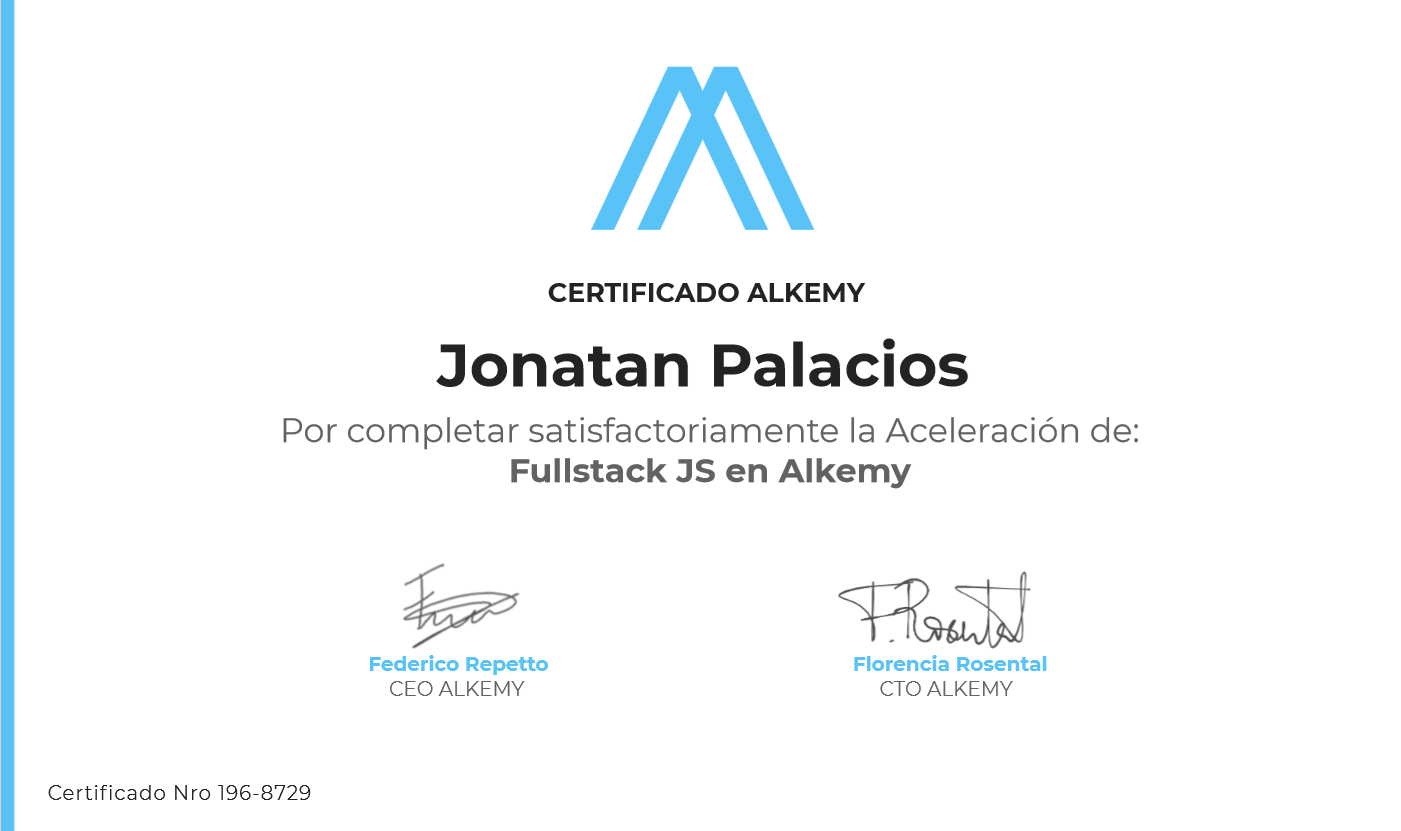 CERTIFICADO ALKEMY
Jonatan Palacios
Por completar satisfactoriamente la Aceleración de:
Fullstack JS en Alkemy
F. Rosental
Federico Repetto
Florencia Rosental
CEO ALKEMY
CTO ALKEMY
Certificado Nro 196-8729